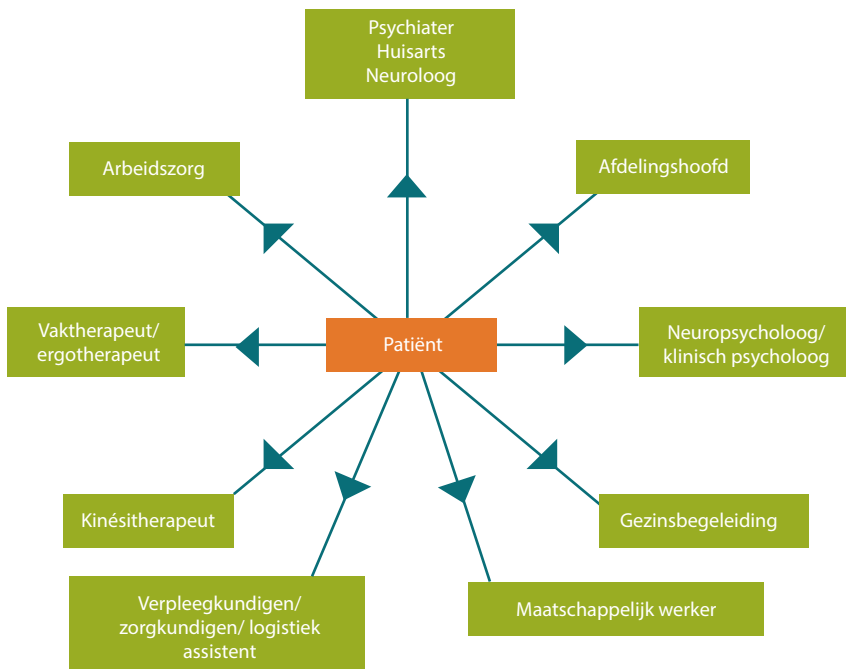 Psychiater
Huisarts
Neuroloog
Arbeidszorg
Afdelingshoofd
Vaktherapeut/
ergotherapeut
Patiënt
Neuropsycholoog/
klinisch psycholoog
Kinésitherapeut
Gezinsbegeleiding
Verpleegkundigen/
zorgkundigen/ logistiek
assistent
Maatschappelijk werker